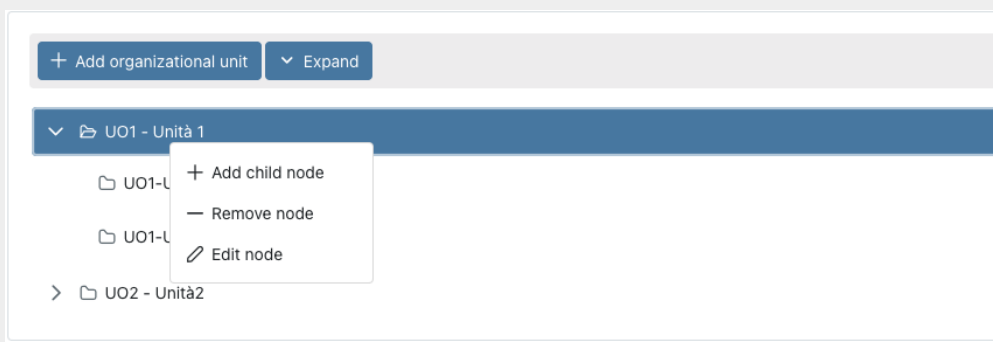 Add organizational unit
Expand
UO1 - Unità 1
Add child node
UO1-U
Remove node
UO1-U
Edit node
UO2 - Unità2